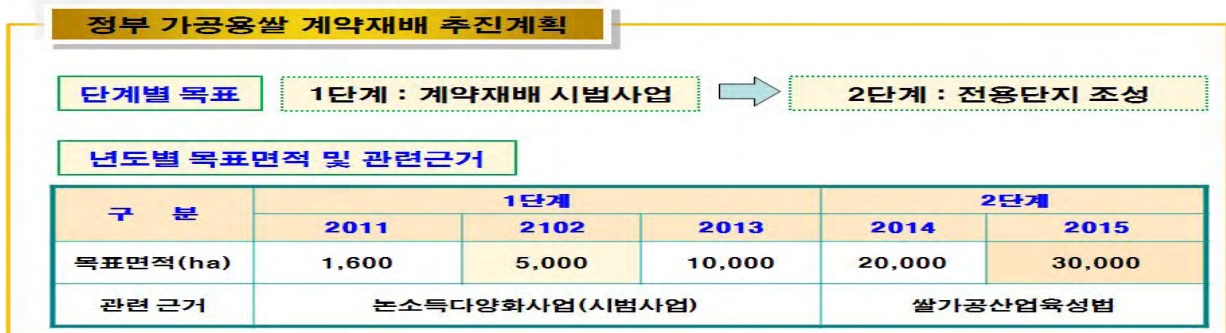 정부 가공용쌀 계약재배 추진계획
단계별 목표 1단계 : 계약재배 시범사업 2단계 : 전용단지 조성
년도별 목표면적 및 관련근거
구 분 1단계 2단계
2011 2102 2013 2014 2015
목표면적(ha) 1,600 5,000 10,000 20,000 30,000
관련 근거 논소득다양화사업(시범사업) 쌀가공산업육성법